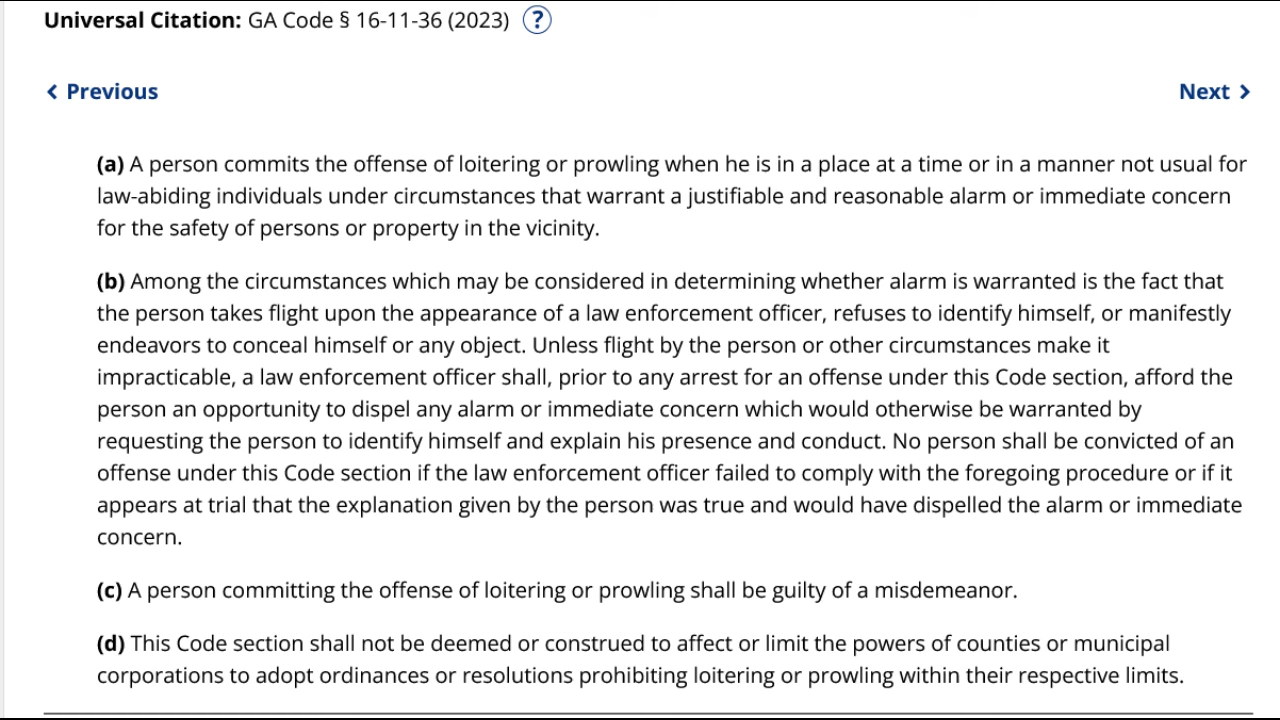 Universal Citation: GA Code § 16-11-36 (2023) ?
Previous
Next
(a) A person commits the offense of loitering or prowling when he is in a place at a time or in a manner not usual for
law-abiding individuals under circumstances that warrant a justifiable and reasonable alarm or immediate concern
for the safety of persons or property in the vicinity.
(b) Among the circumstances which may be considered in determining whether alarm is warranted is the fact that
the person takes flight upon the appearance of a law enforcement officer, refuses to identify himself, or manifestly
endeavors to conceal himself or any object. Unless flight by the person or other circumstances make it
impracticable, a law enforcement officer shall, prior to any arrest for an offense under this Code section, afford the
person an opportunity to dispel any alarm or immediate concern which would otherwise be warranted by
requesting the person to identify himself and explain his presence and conduct. No person shall be convicted of an
offense under this Code section if the law enforcement officer failed to comply with the foregoing procedure or if it
appears at trial that the explanation given by the person was true and would have dispelled the alarm or immediate
concern.
(c) A person committing the offense of loitering or prowling shall be guilty of a misdemeanor.
(d) This Code section shall not be deemed or construed to affect or limit the powers of counties or municipal
corporations to adopt ordinances or resolutions prohibiting loitering or prowling within their respective limits.